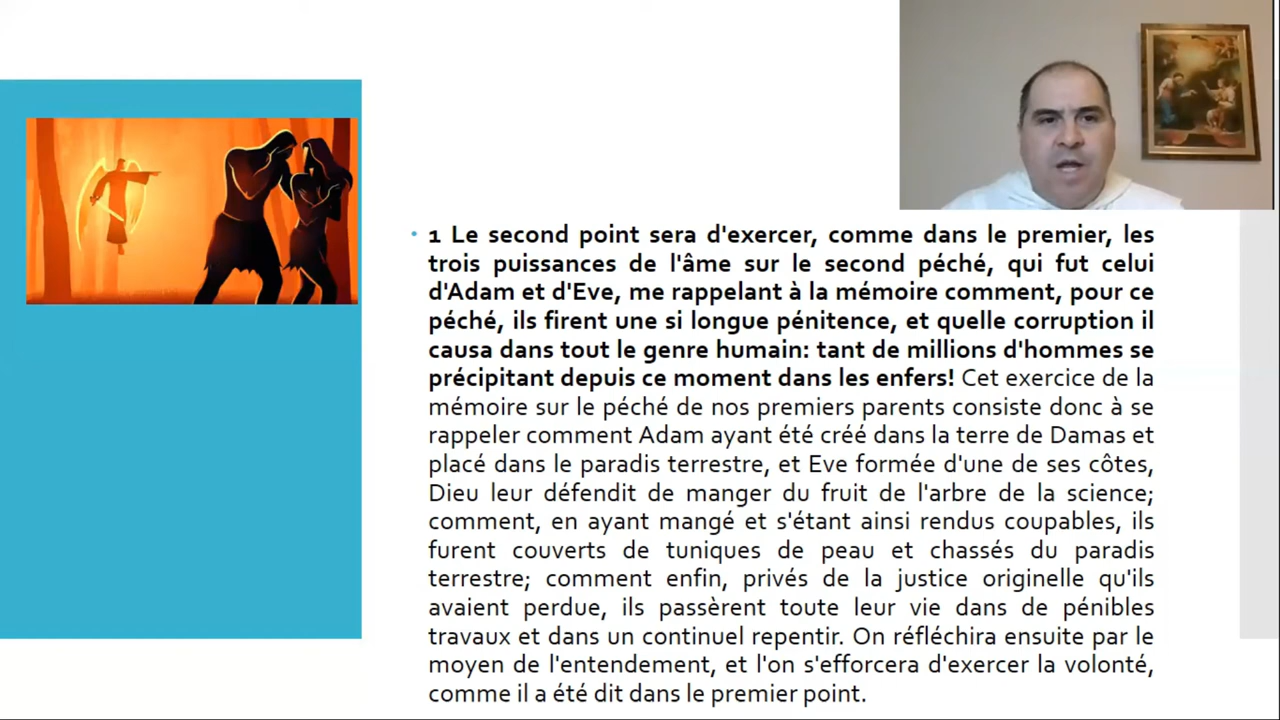 1 Le second point sera d'exercer, comme dans le premier, les
trois puissances de l'âme sur le second péché, qui fut celui
d'Adam et d'Eve, me rappelant à la mémoire comment, pour ce
péché, ils firent une si longue pénitence, et quelle corruption il
causa dans tout le genre humain: tant de millions d'hommes se
précipitant depuis ce moment dans les enfers! Cet exercice de la
mémoire sur le péché de nos premiers parents consiste donc à se
rappeler comment Adam ayant été créé dans la terre de Damas et
placé dans le paradis terrestre, et Eve formée d'une de ses côtes,
Dieu leur défendit de manger du fruit de l'arbre de la science;
comment, en ayant mangé et s'étant ainsi rendus coupables, ils
furent couverts de tuniques de peau et chassés du paradis
terrestre; comment enfin, privés de la justice originelle qu'ils
avaient perdue, ils passèrent toute leur vie dans de pénibles
travaux et dans un continuel repentir. On réfléchira ensuite par le
moyen de l'entendement, et l'on s'efforcera d'exercer la volonté,
comme il a été dit dans le premier point.